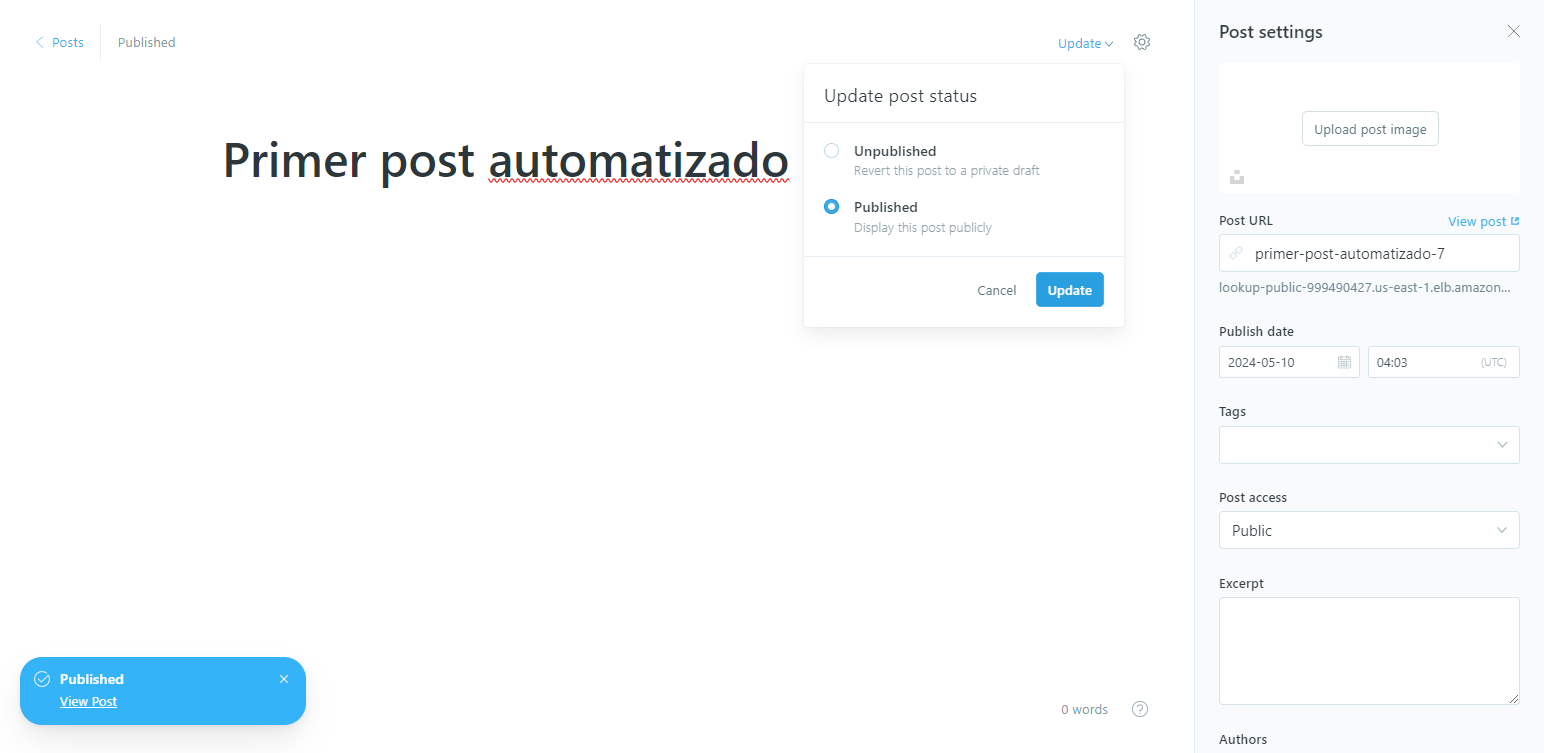 Posts
Published
Update
Update post status
Unpublished
Revert this post to a private draft
Published
Display this post publicly
Cancel
Update
Primer post automatizado
Published
View Post
0 words
?
Post settings
Upload post image
Post URL
View post
primer-post-automatizado-7
lookup-public-999490427.us-east-1.elb.amazon...
Publish date
2024-05-10
04:03
(UTC)
Tags
Post access
Public
Excerpt
Authors